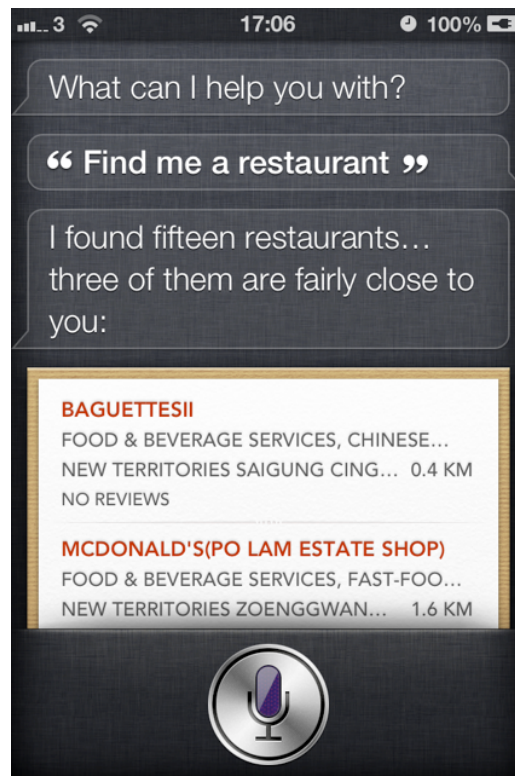 3 17:06 100%
What can I help you with?
“ Find me a restaurant ”
I found fifteen restaurants…
three of them are fairly close to
you:
BAGUETTESII
FOOD & BEVERAGE SERVICES, CHINESE…
NEW TERRITORIES SAIGUNG CING… 0.4 KM
NO REVIEWS
MCDONALD'S(PO LAM ESTATE SHOP)
FOOD & BEVERAGE SERVICES, FAST-FOO…
NEW TERRITORIES ZOENGGWAN… 1.6 KM